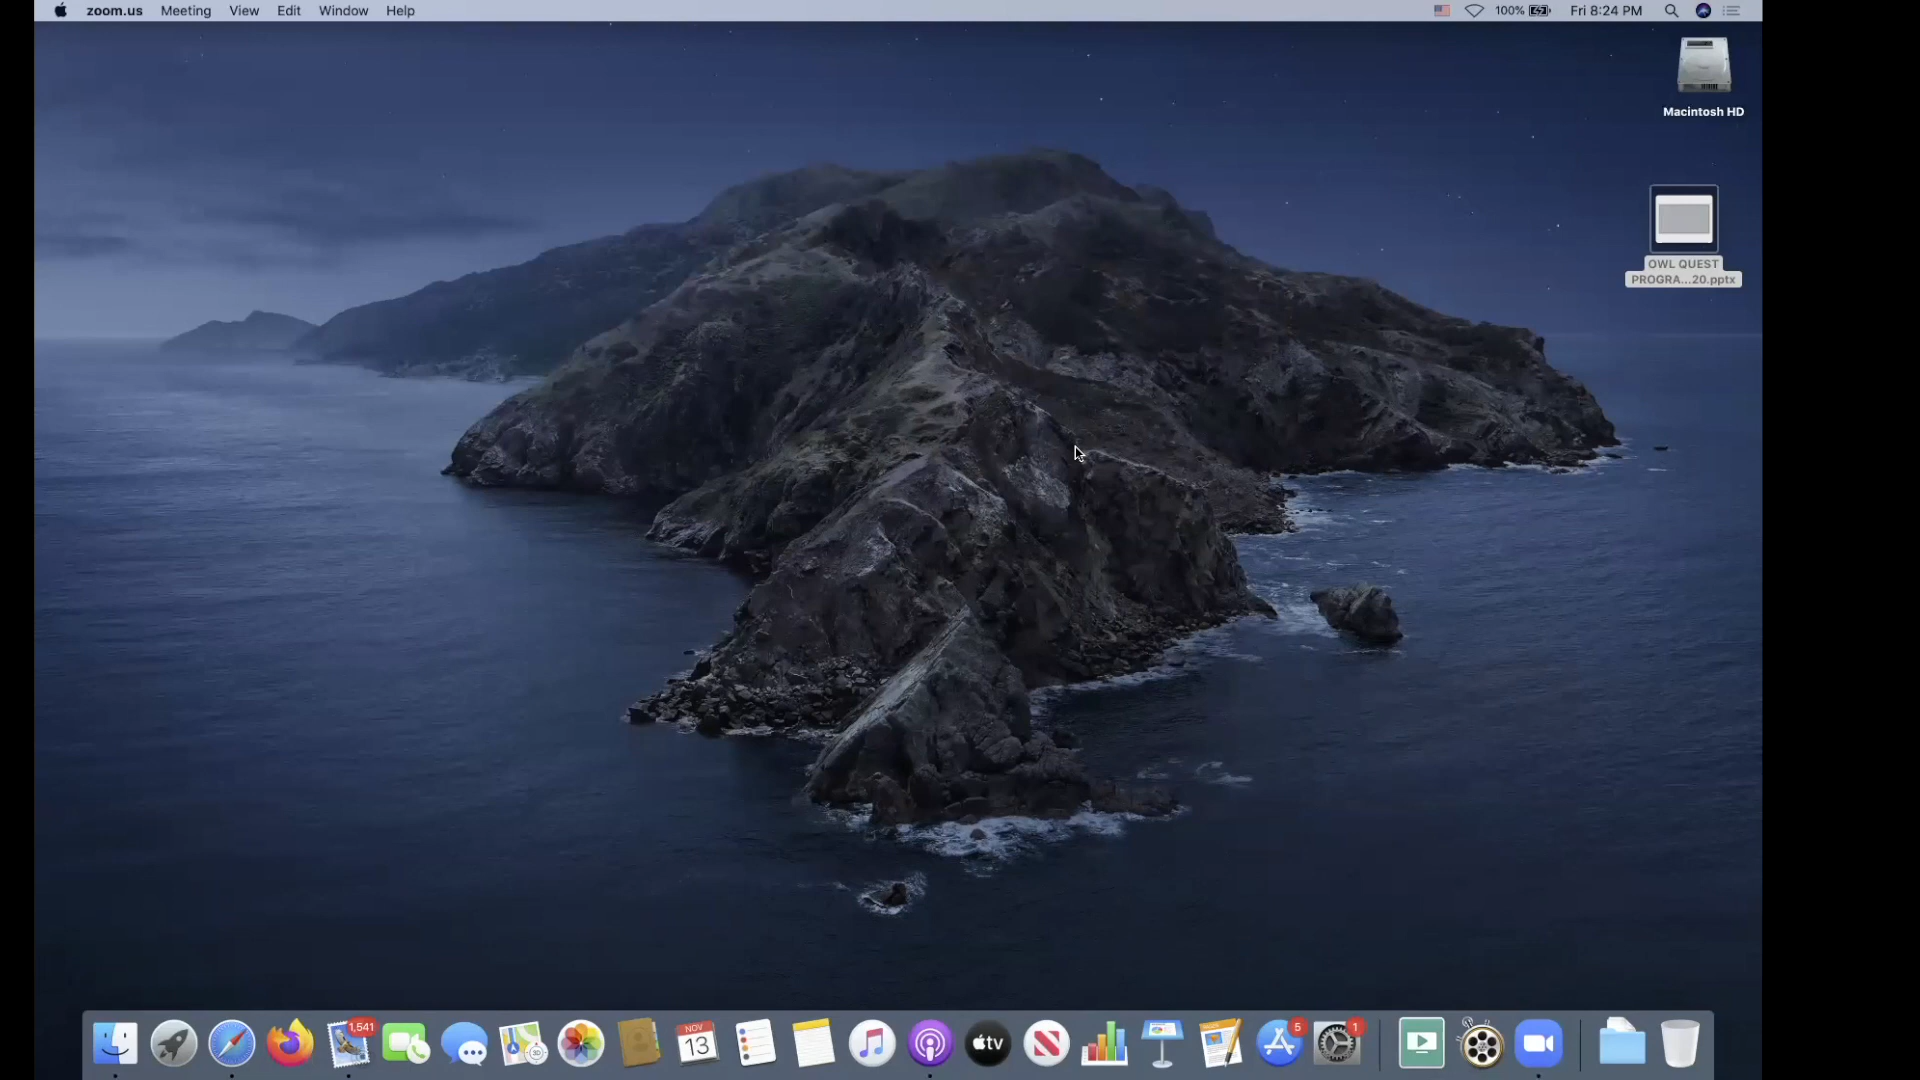 zoom.us Meeting View Edit Window Help 100% Fri 8:24 PM
Macintosh HD
OWL QUEST
PROGRA...20.pptx
1,541
NOV
13
tv
5
1